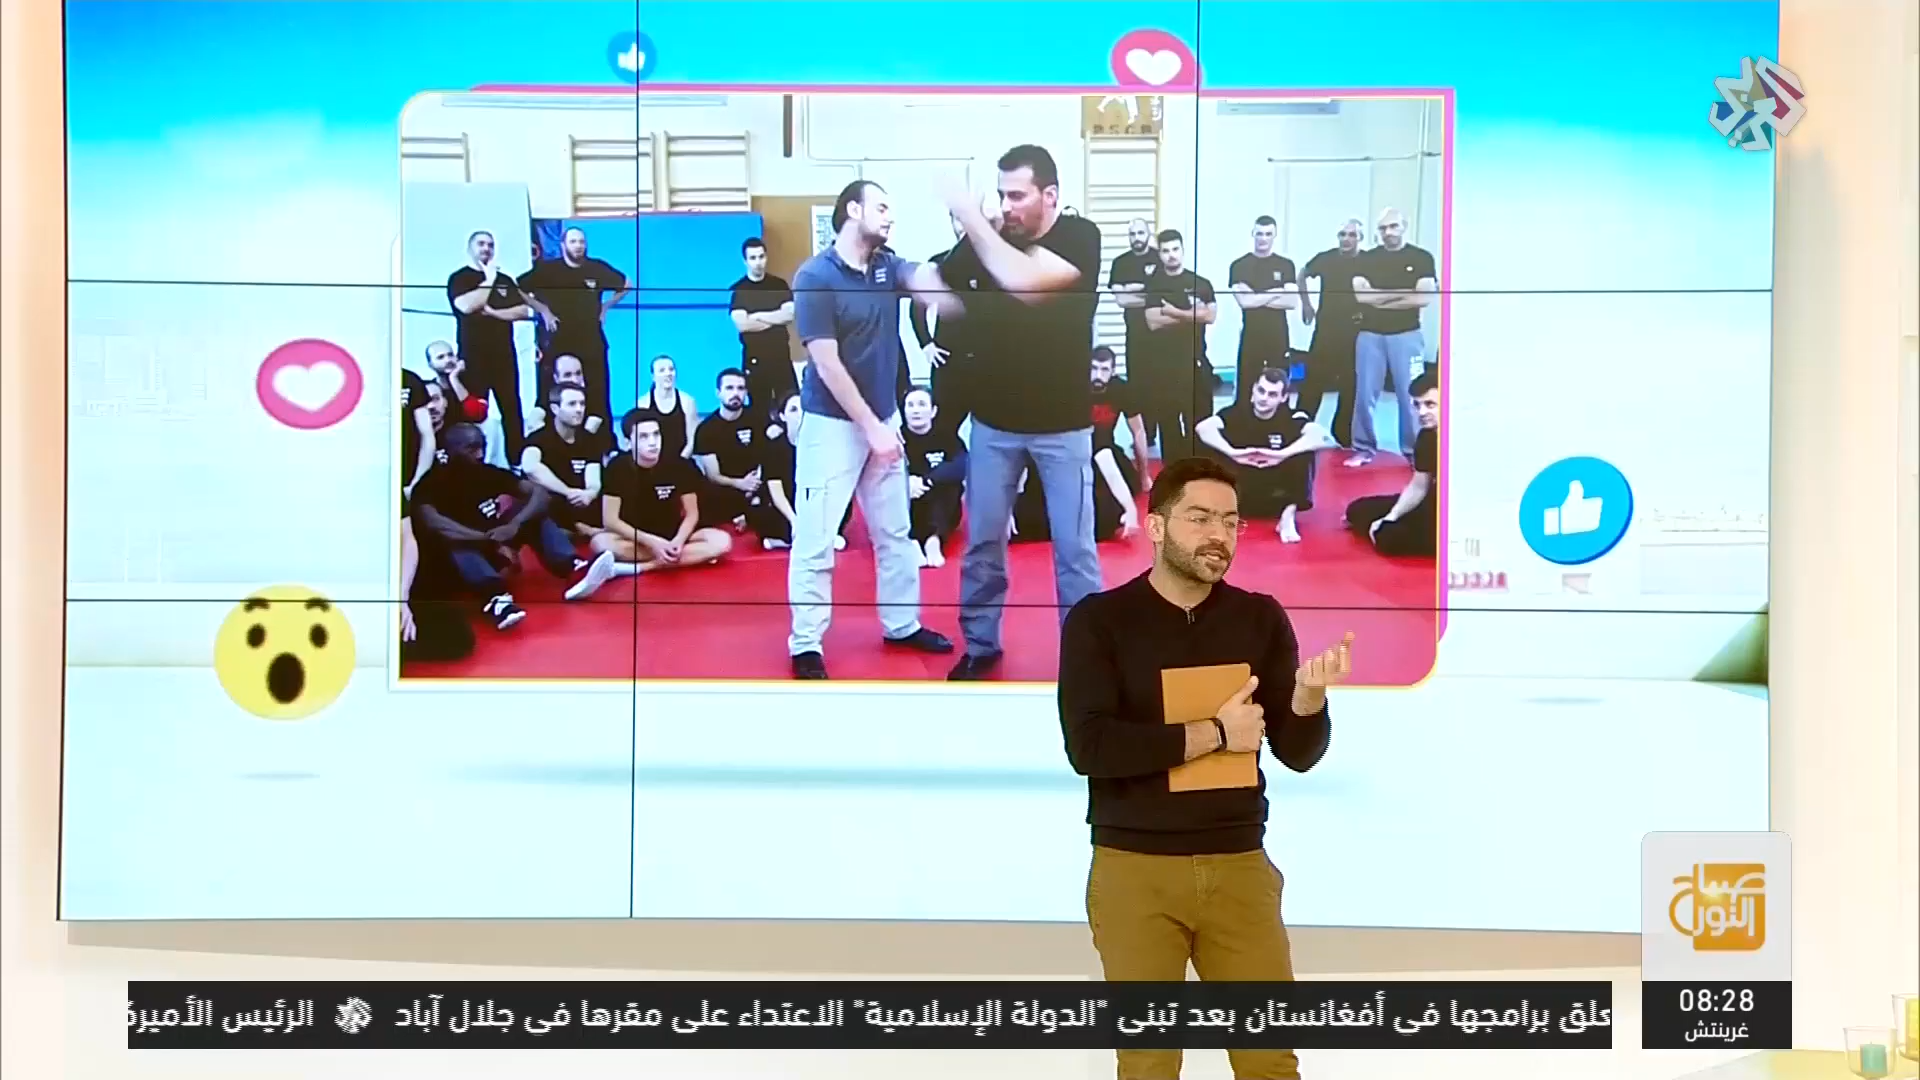 صباح
النور
علق برامجها في أفغانستان بعد تبني "الدولة الإسلامية" الاعتداء على مقرها في جلال آباد الرئيس الأميرك
08:28
غرينتش